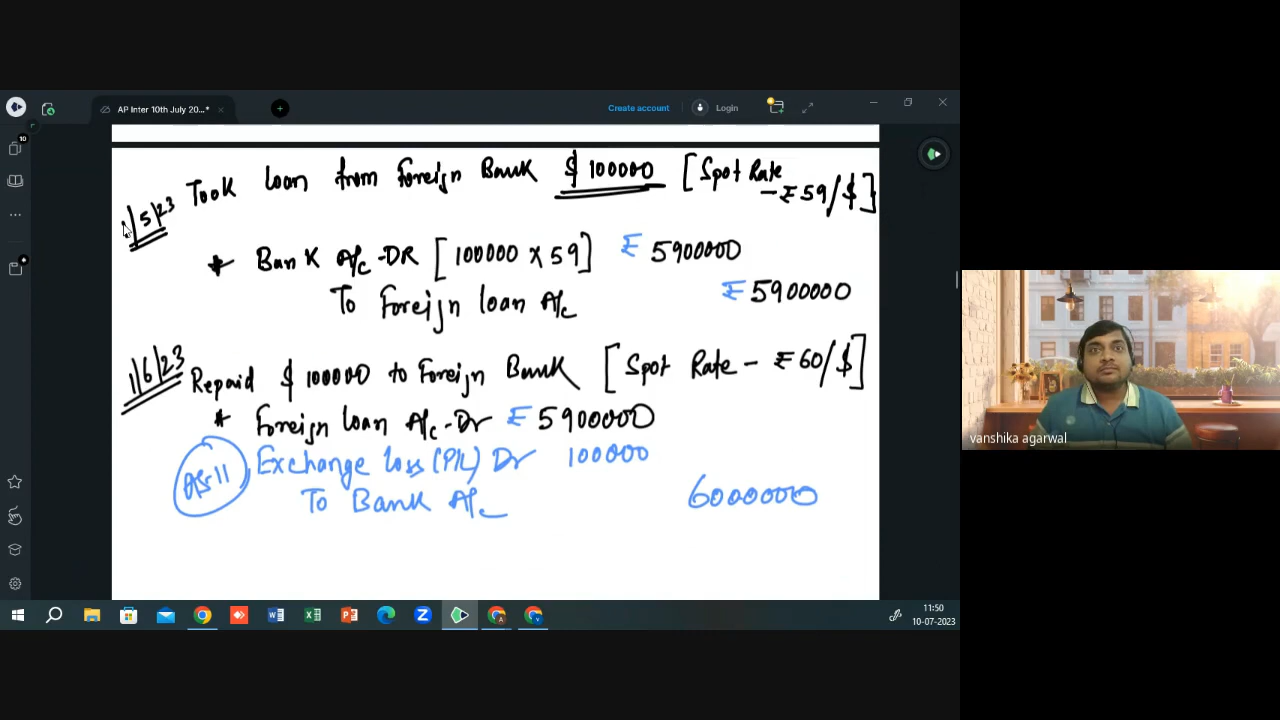 AP Inter 10th July 20...*
Create account
Login
10
Took loan from Foreign Bank $ 100000 [Spot Rate
- ₹ 59/$]
1/5/23
* Bank A/c - DR [100000 x 59] ₹ 5900000
To Foreign loan A/c ₹ 5900000
1/6/23 Repaid $ 100000 to Foreign Bank [Spot Rate - ₹ 60/$]
* Foreign loan A/c - Dr ₹ 5900000
AS 11 Exchange loss (P/L) Dr 100000
To Bank A/c 6000000
vanshika agarwal
11:50
10-07-2023